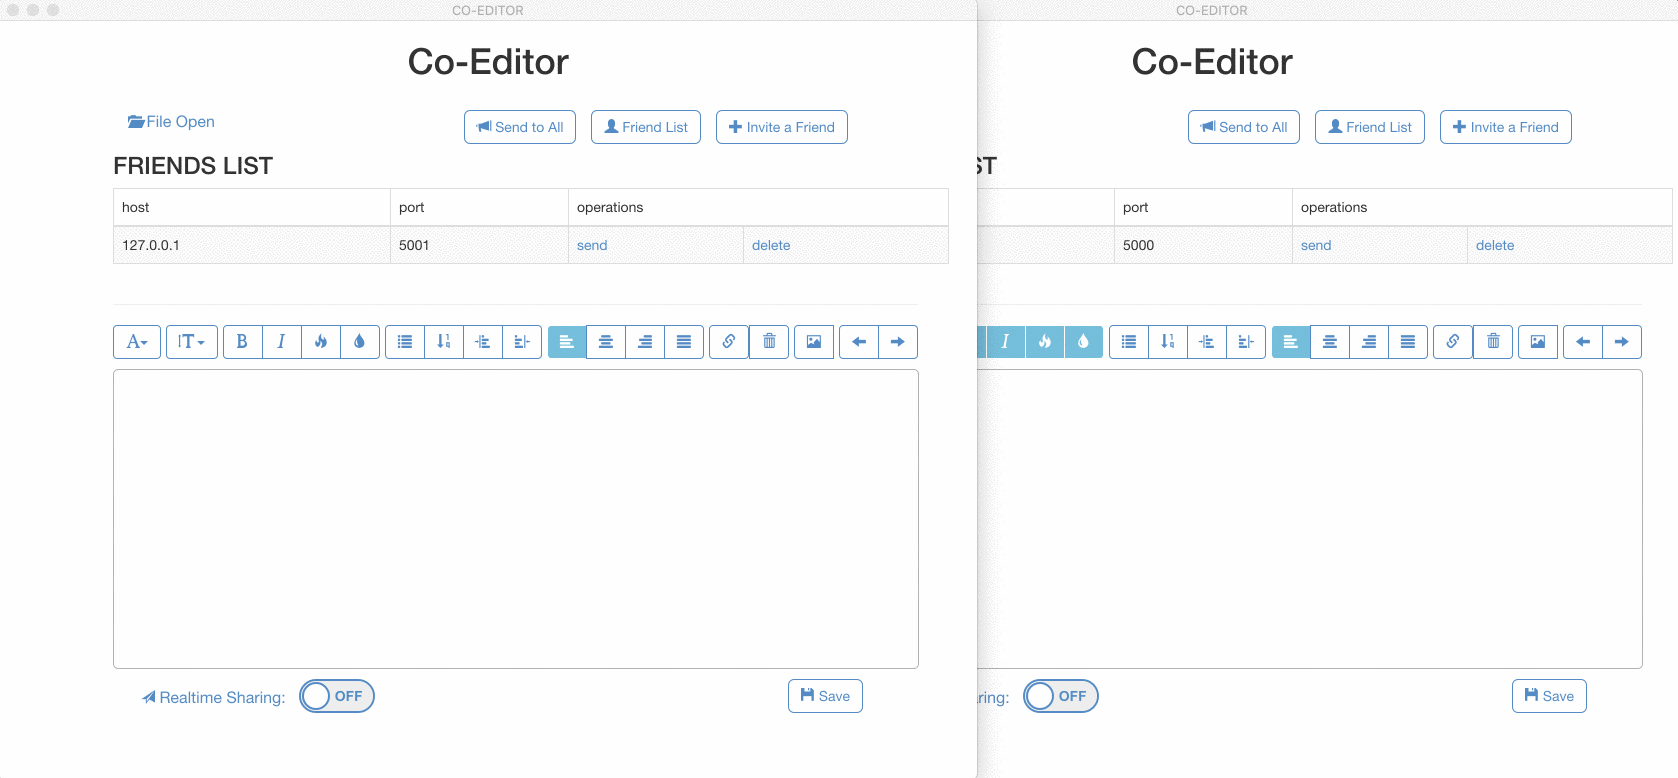 CO-EDITOR
Co-Editor
File Open
Send to All
Friend List
Invite a Friend
FRIENDS LIST
host port operations
127.0.0.1 5001 send delete
A T B I
Realtime Sharing: OFF
Save
CO-EDITOR
Co-Editor
Send to All
Friend List
Invite a Friend
ST
port operations
5000 send delete
I
ring: OFF
Save